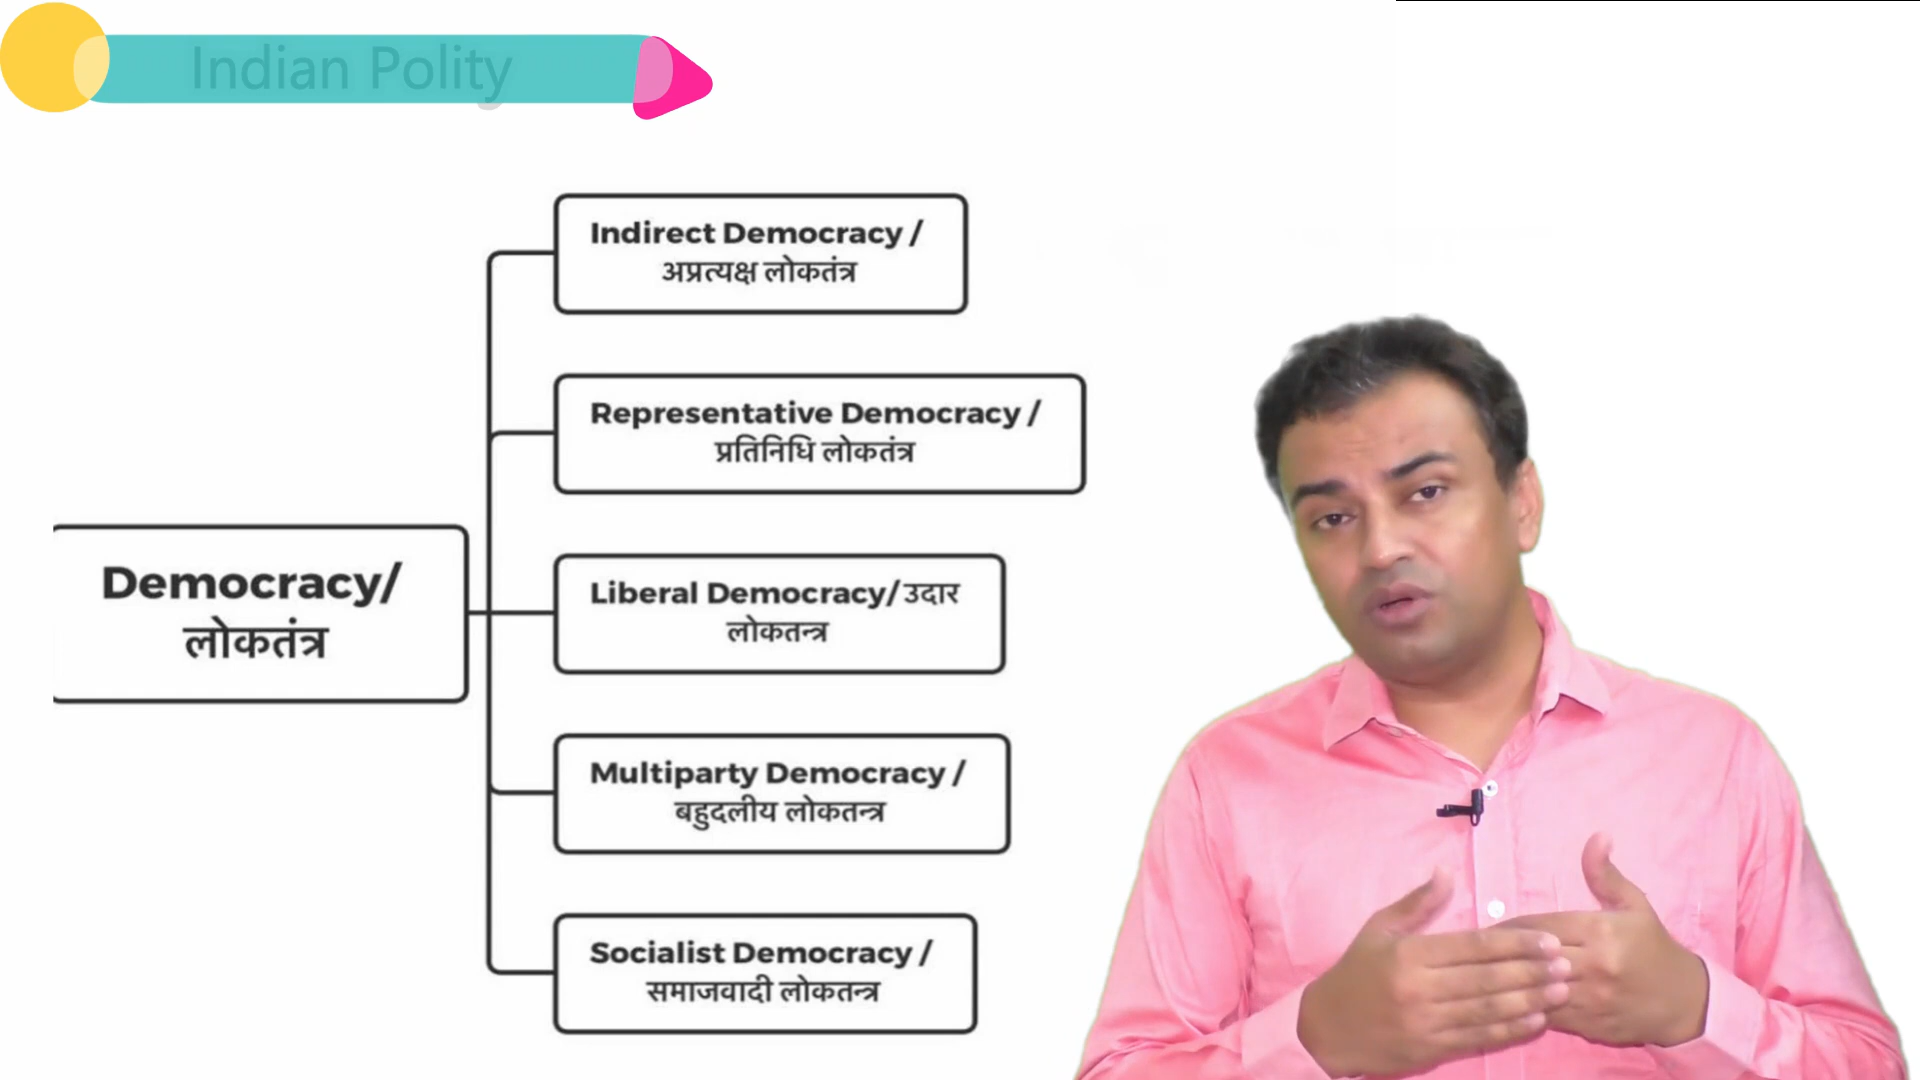 Indian Polity
Indirect Democracy /
अप्रत्यक्ष लोकतंत्र
Representative Democracy /
प्रतिनिधि लोकतंत्र
Democracy/
लोकतंत्र
Liberal Democracy/उदार
लोकतन्त्र
Multiparty Democracy /
बहुदलीय लोकतन्त्र
Socialist Democracy /
समाजवादी लोकतन्त्र